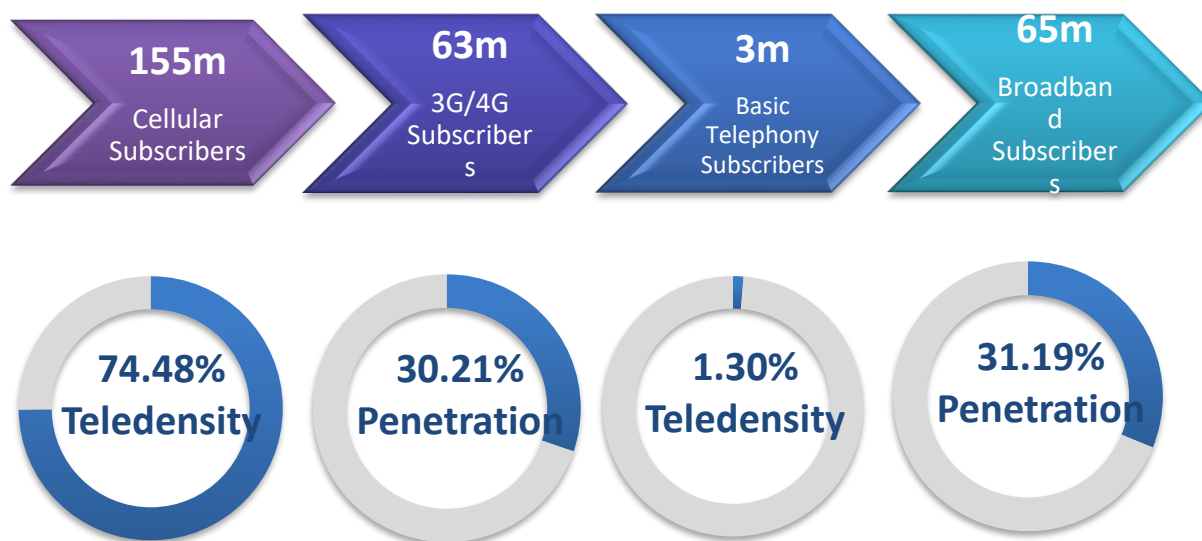 155m
Cellular
Subscribers
63m
3G/4G
Subscriber
s
3m
Basic
Telephony
Subscribers
65m
Broadban
d
Subscriber
s
74.48%
Teledensity
30.21%
Penetration
1.30%
Teledensity
31.19%
Penetration